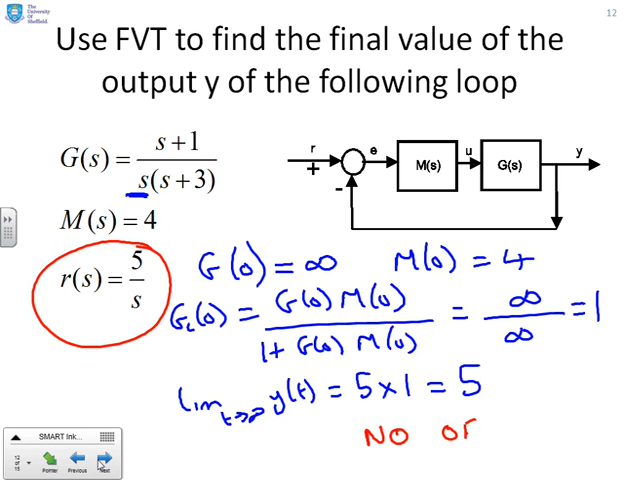 The University Of Sheffield.
12
Use FVT to find the final value of the
output y of the following loop
G(s) = s+1 / s(s+3)
M(s) = 4
r(s) = 5 / s
r
+
-
e
M(s)
u
G(s)
y
G(0) = ∞ M(0) = 4
Gc(0) = G(0) M(0) / 1 + G(0) M(0) = ∞ / ∞ = 1
lim t→∞ y(t) = 5 × 1 = 5
NO OF
SMART Ink...
Pointer
Previous
Next